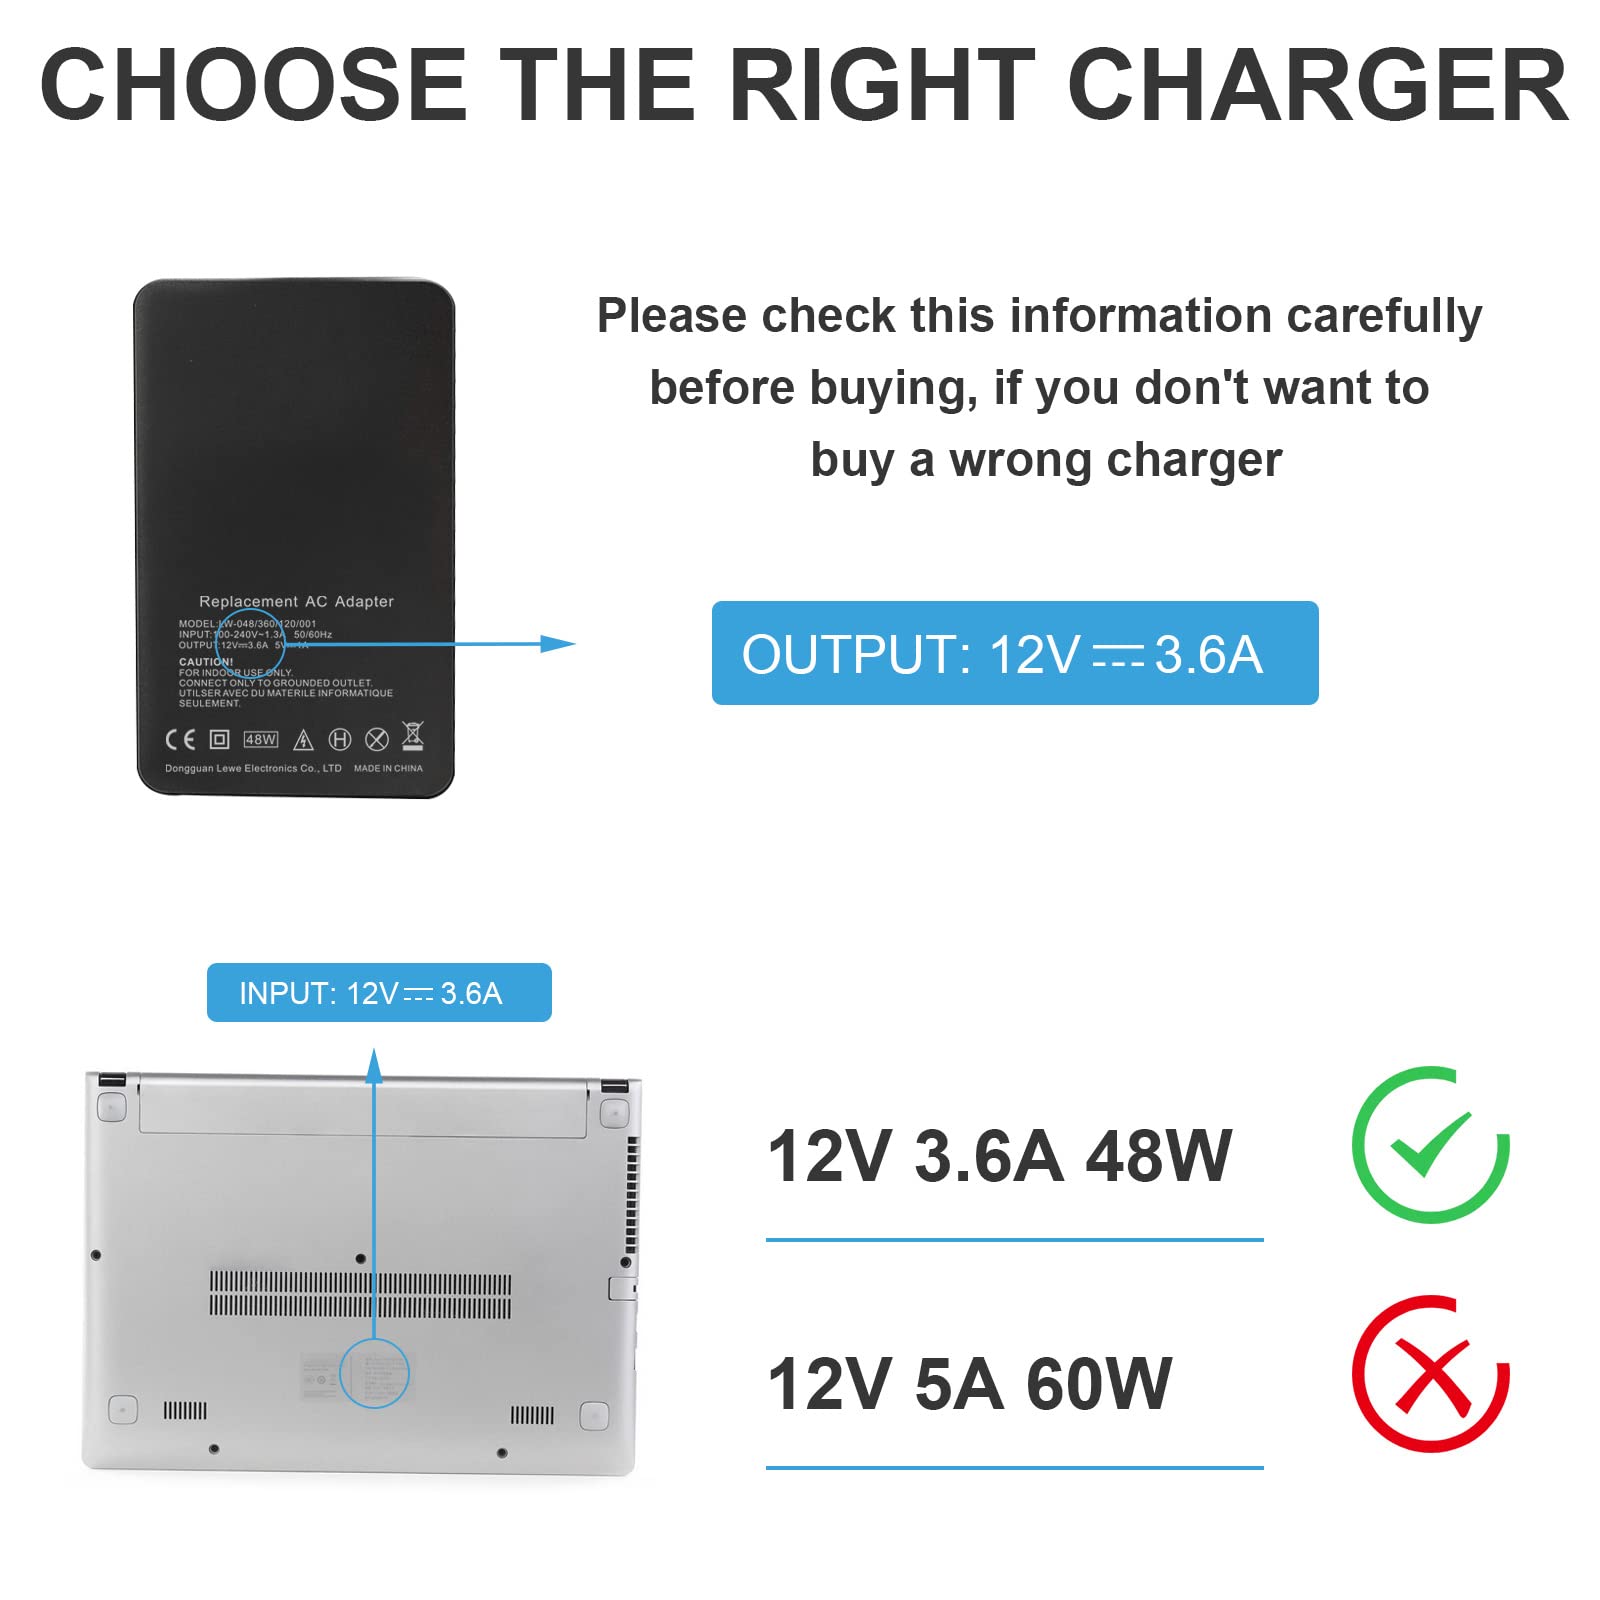 CHOOSE THE RIGHT CHARGER
Please check this information carefully
before buying, if you don't want to
buy a wrong charger
Replacement AC Adapter
MODEL:LW-048/360/120/001
INPUT:100-240V~1.3A 50/60Hz
OUTPUT:12V⎓3.6A 5V⎓1A
CAUTION!
FOR INDOOR USE ONLY.
CONNECT ONLY TO GROUNDED OUTLET.
UTILSER AVEC DU MATERILE INFORMATIQUE
SEULEMENT.
CE 48W H
Dongguan Lewe Electronics Co., LTD MADE IN CHINA
OUTPUT: 12V⎓3.6A
INPUT: 12V⎓3.6A
12V 3.6A 48W
12V 5A 60W